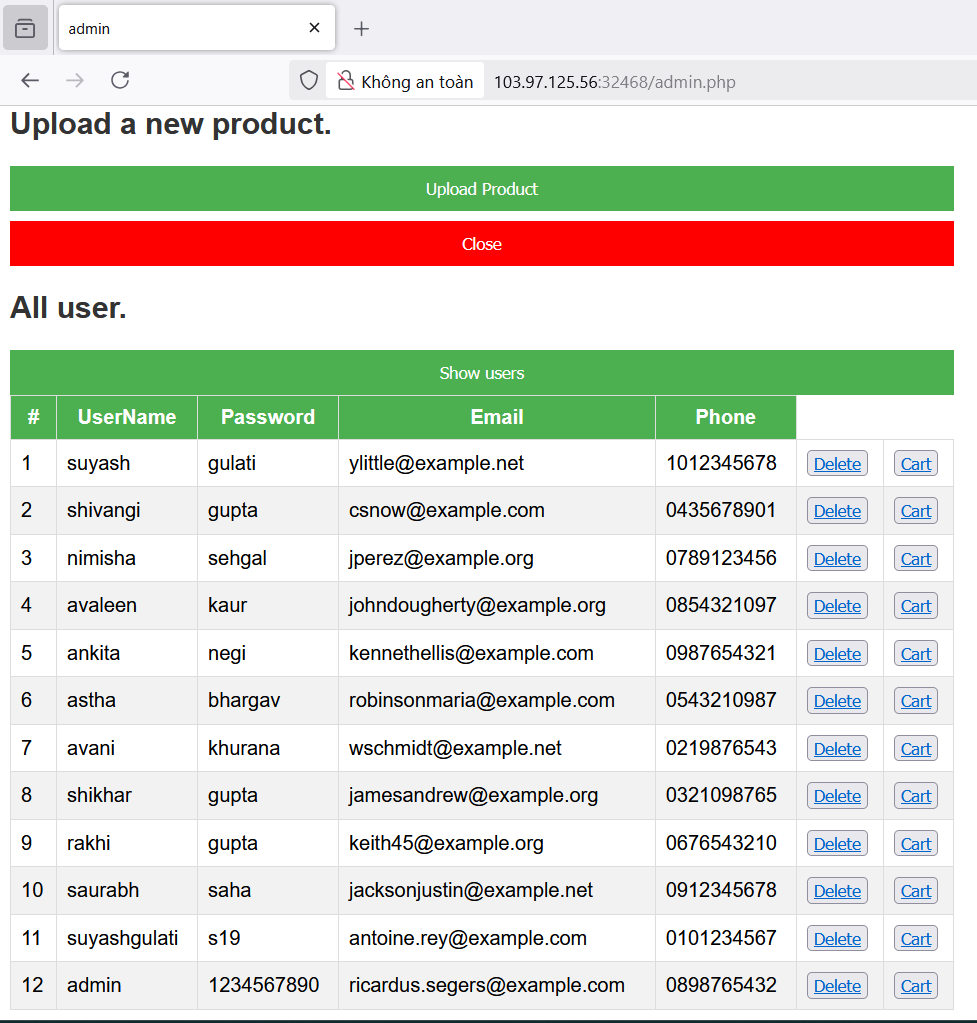 admin
Không an toàn 103.97.125.56:32468/admin.php
Upload a new product.
Upload Product
Close
All user.
Show users
# UserName Password Email Phone
1 suyash gulati ylittle@example.net 1012345678 Delete Cart
2 shivangi gupta csnow@example.com 0435678901 Delete Cart
3 nimisha sehgal jperez@example.org 0789123456 Delete Cart
4 avaleen kaur johndougherty@example.org 0854321097 Delete Cart
5 ankita negi kennethellis@example.com 0987654321 Delete Cart
6 astha bhargav robinsonmaria@example.com 0543210987 Delete Cart
7 avani khurana wschmidt@example.net 0219876543 Delete Cart
8 shikhar gupta jamesandrew@example.org 0321098765 Delete Cart
9 rakhi gupta keith45@example.org 0676543210 Delete Cart
10 saurabh saha jacksonjustin@example.net 0912345678 Delete Cart
11 suyashgulati s19 antoine.rey@example.com 0101234567 Delete Cart
12 admin 1234567890 ricardus.segers@example.com 0898765432 Delete Cart